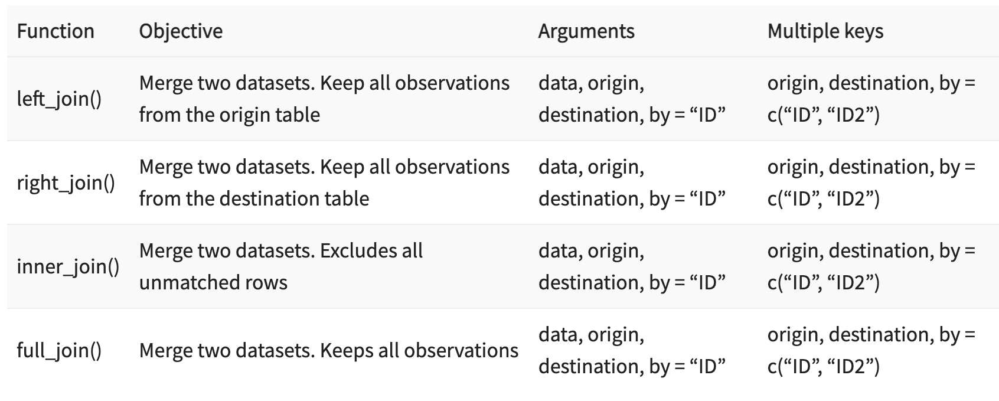 Function Objective Arguments Multiple keys
left_join() Merge two datasets. Keep all observations from the origin table data, origin, destination, by = “ID” origin, destination, by = c(“ID”, “ID2”)
right_join() Merge two datasets. Keep all observations from the destination table data, origin, destination, by = “ID” origin, destination, by = c(“ID”, “ID2”)
inner_join() Merge two datasets. Excludes all unmatched rows data, origin, destination, by = “ID” origin, destination, by = c(“ID”, “ID2”)
full_join() Merge two datasets. Keeps all observations data, origin, destination, by = “ID” origin, destination, by = c(“ID”, “ID2”)